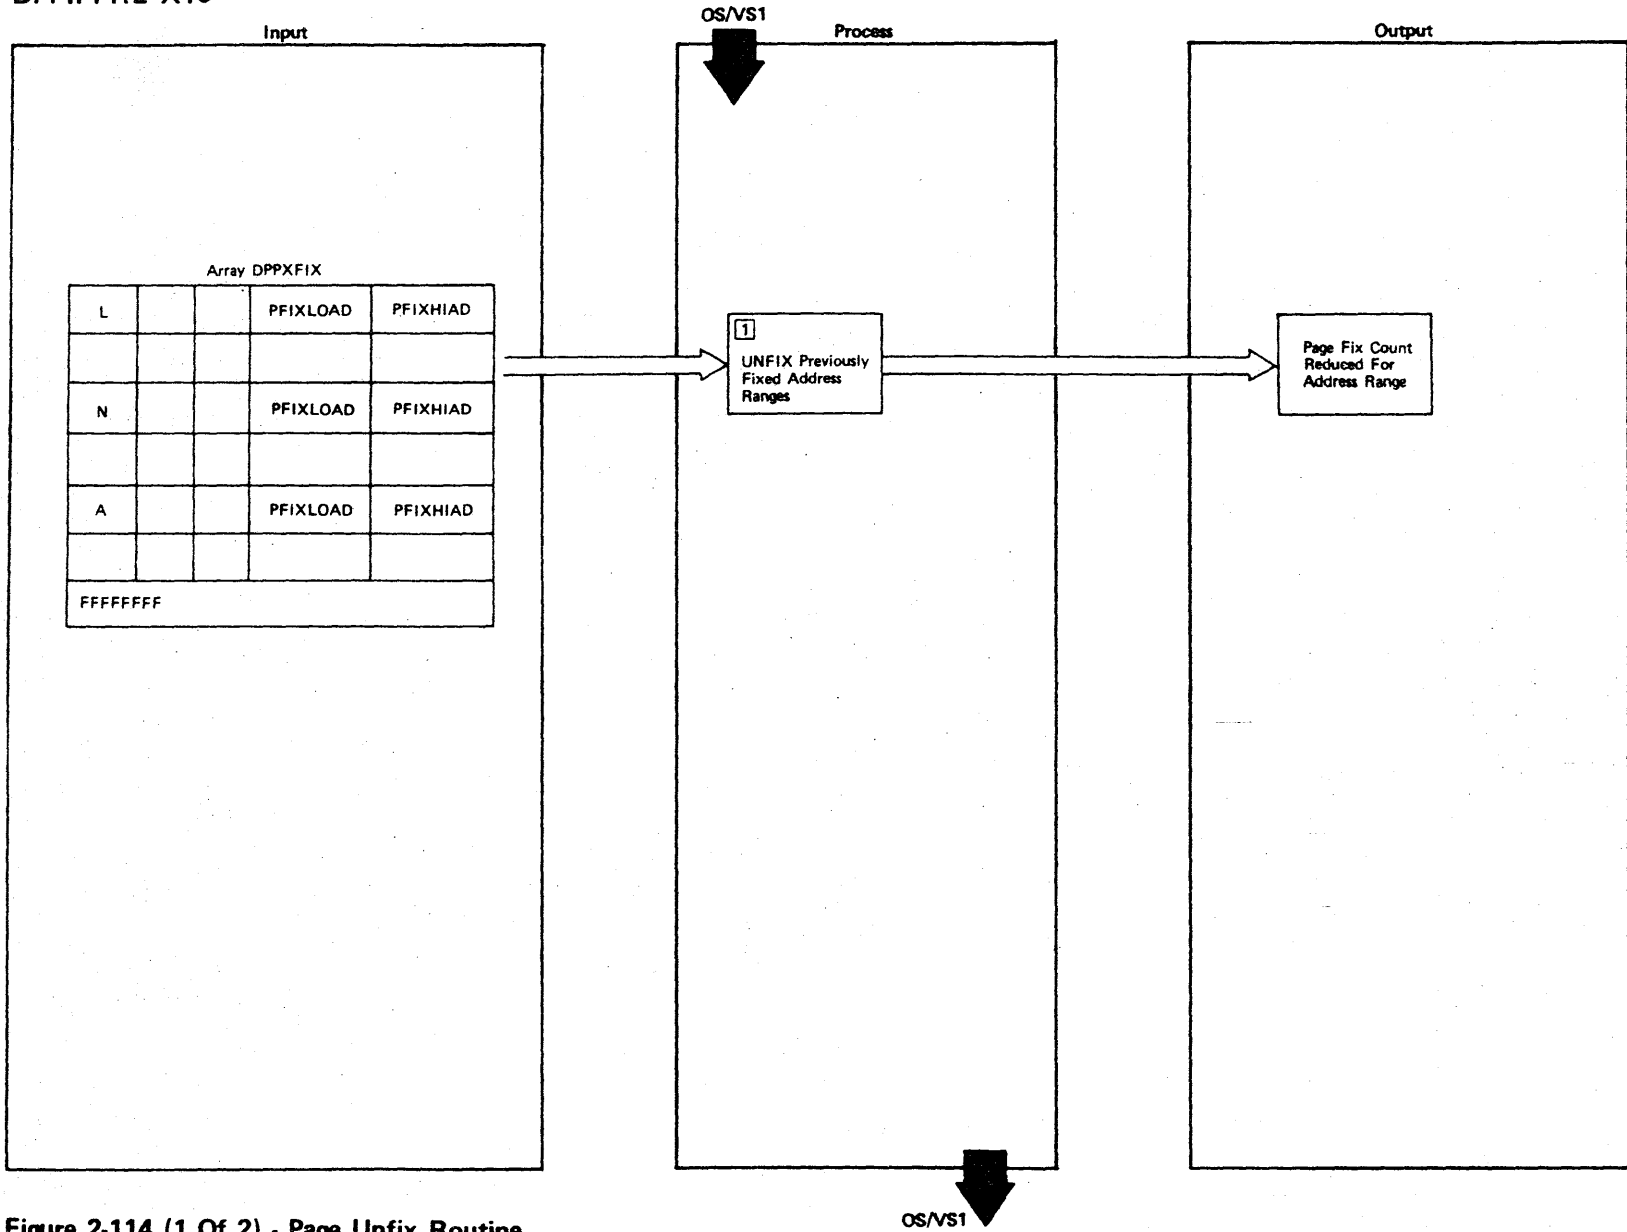 OS/VS1
Input
Process
Output
Array DPPXFIX
L PFIXLOAD PFIXHIAD
N PFIXLOAD PFIXHIAD
A PFIXLOAD PFIXHIAD
FFFFFFFF
1
UNFIX Previously
Fixed Address
Ranges
Page Fix Count
Reduced For
Address Range
OS/VS1
Figure 2-114 (1 Of 2) - Page Unfix Routine